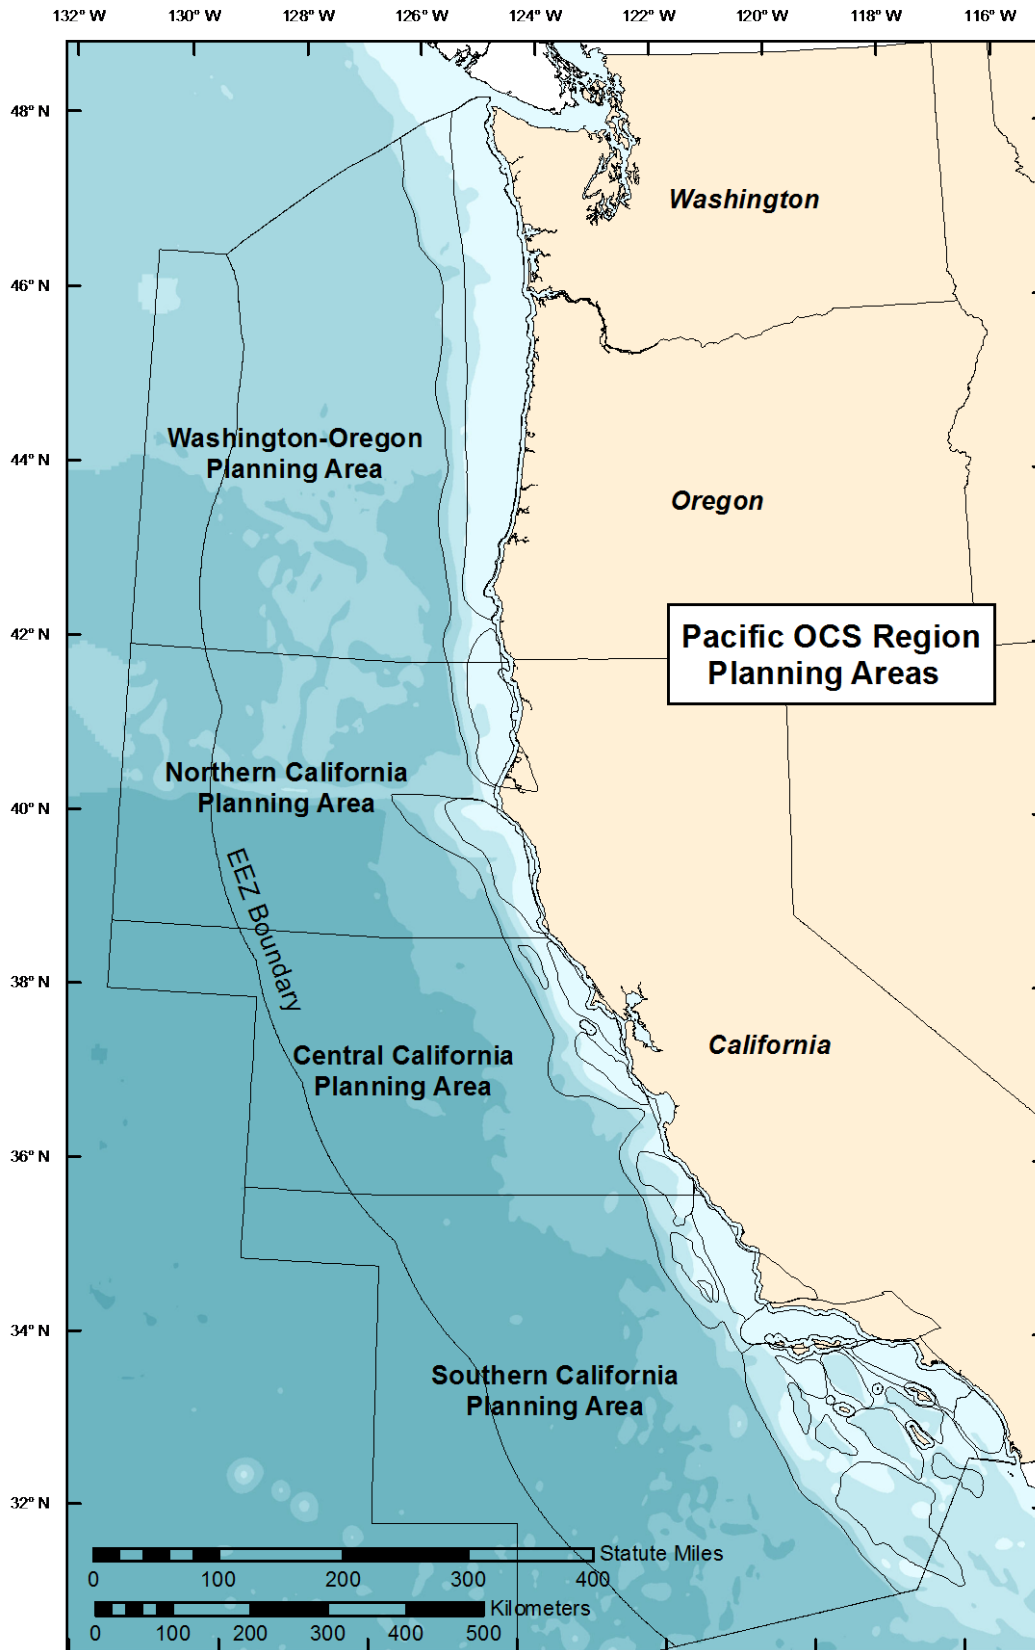 132° W 130° W 128° W 126° W 124° W 122° W 120° W 118° W 116° W
48° N
Washington
46° N
Washington-Oregon
Planning Area
44° N
Oregon
42° N
Pacific OCS Region
Planning Areas
Northern California
Planning Area
40° N
EEZ Boundary
38° N
Central California
Planning Area
California
36° N
34° N
Southern California
Planning Area
32° N
Statute Miles
0 100 200 300 400
Kilometers
0 100 200 300 400 500